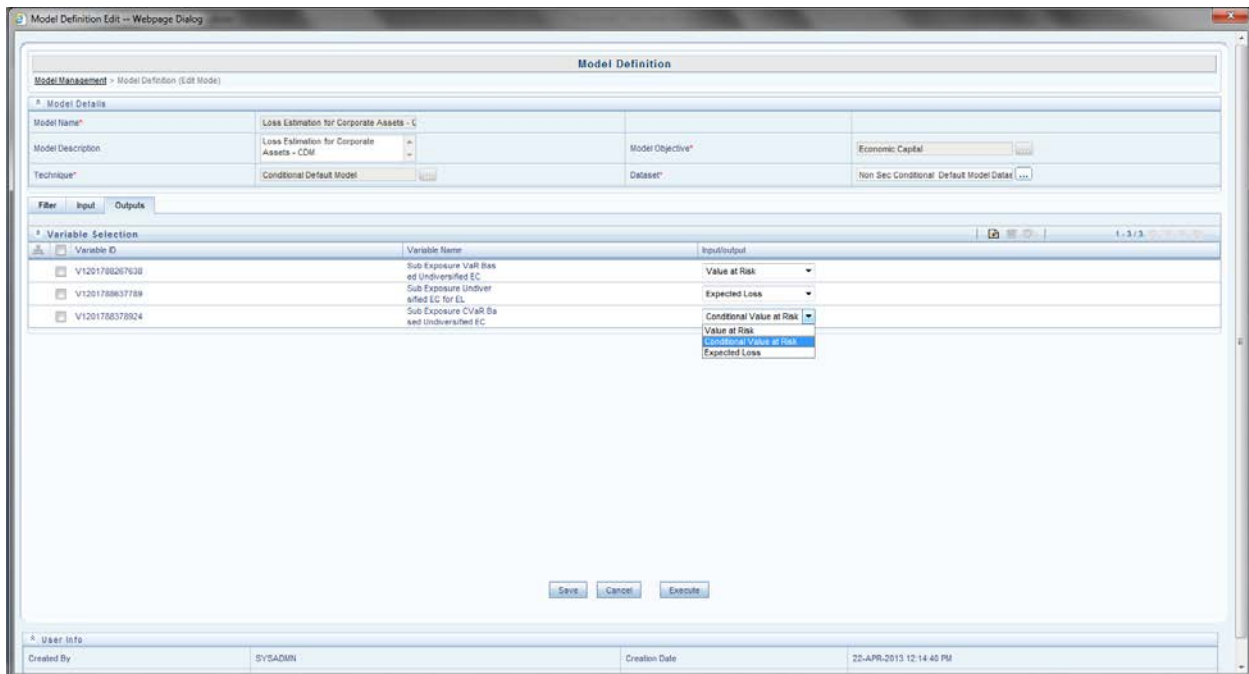 Model Definition Edit -- Webpage Dialog
Model Definition
Model Management > Model Definition (Edit Mode)
Model Details
Model Name*
Loss Estimation for Corporate Assets - C
Model Description
Loss Estimation for Corporate
Assets - CDM
Model Objective*
Economic Capital
Technique*
Conditional Default Model
Dataset*
Non Sec Conditional Default Model Datas
Filter Input Outputs
Variable Selection
1 - 3 / 3
Variable ID Variable Name Input/output
V1201788267638
Sub Exposure VaR Bas
ed Undiversified EC
Value at Risk
V1201788637789
Sub Exposure Undiver
sified EC for EL
Expected Loss
V1201788378924
Sub Exposure CVaR Ba
sed Undiversified EC
Conditional Value at Risk
Value at Risk
Conditional Value at Risk
Expected Loss
Save Cancel Execute
User Info
Created By SYSADMN Creation Date 22-APR-2013 12:14:40 PM